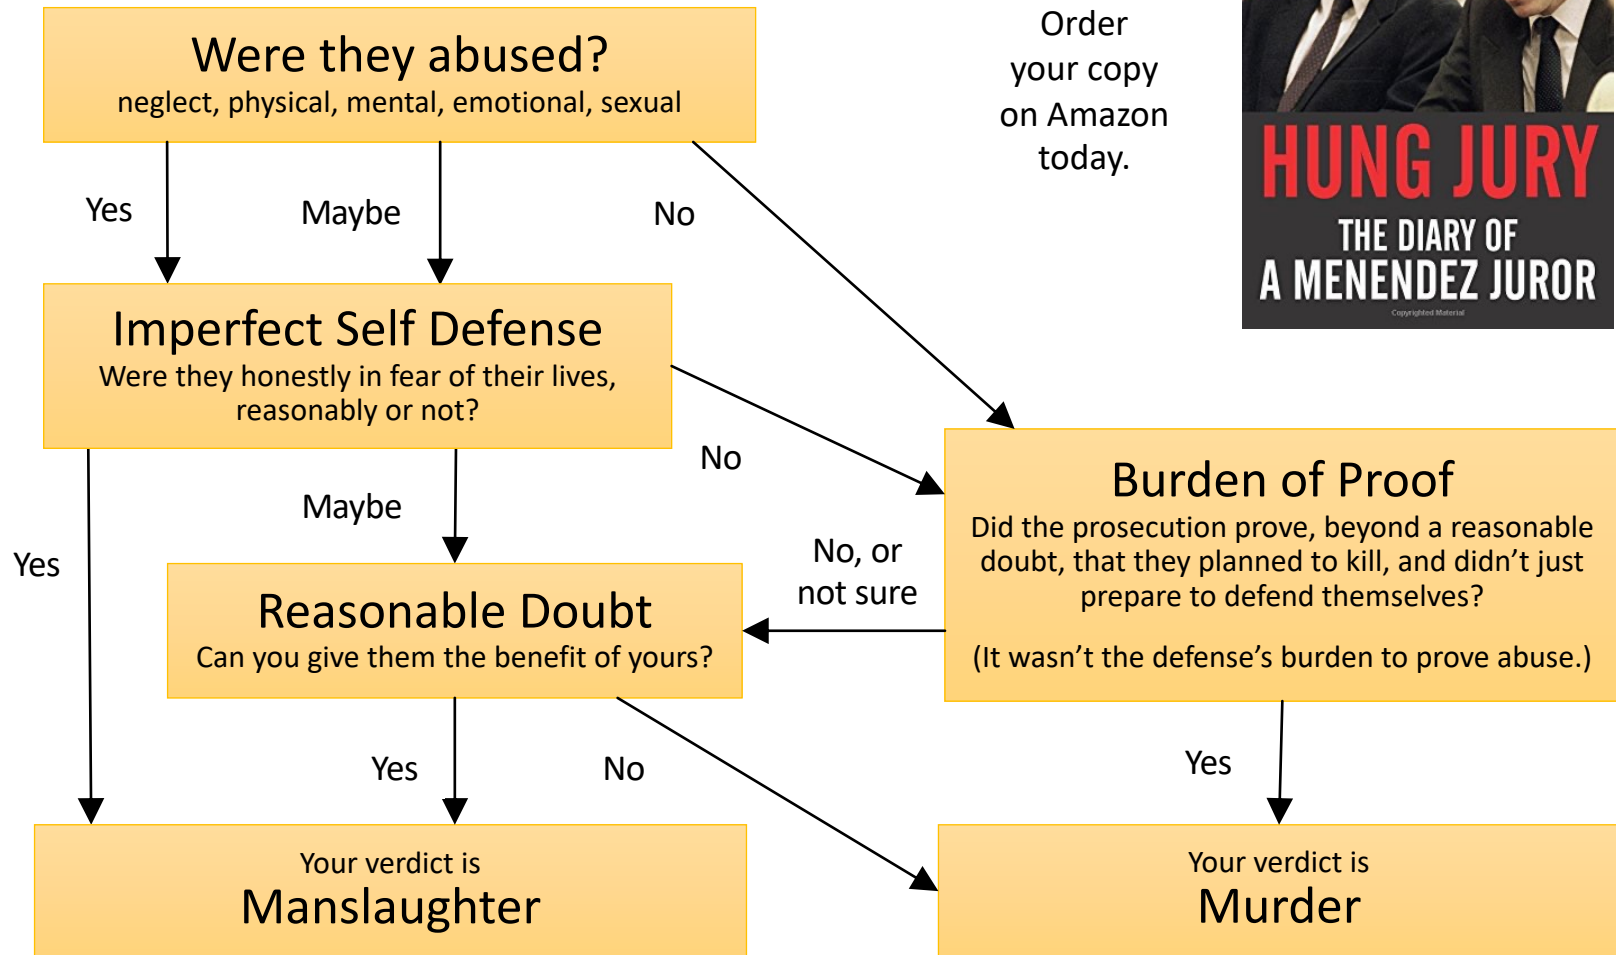 Were they abused?
neglect, physical, mental, emotional, sexual
Order
your copy
on Amazon
today.
HUNG JURY
THE DIARY OF
A MENENDEZ JUROR
Copyrighted Material
Yes
Maybe
No
Imperfect Self Defense
Were they honestly in fear of their lives,
reasonably or not?
No
Burden of Proof
Did the prosecution prove, beyond a reasonable
doubt, that they planned to kill, and didn’t just
prepare to defend themselves?
(It wasn’t the defense’s burden to prove abuse.)
Yes
Maybe
No, or
not sure
Reasonable Doubt
Can you give them the benefit of yours?
Yes
No
Yes
Your verdict is
Manslaughter
Your verdict is
Murder